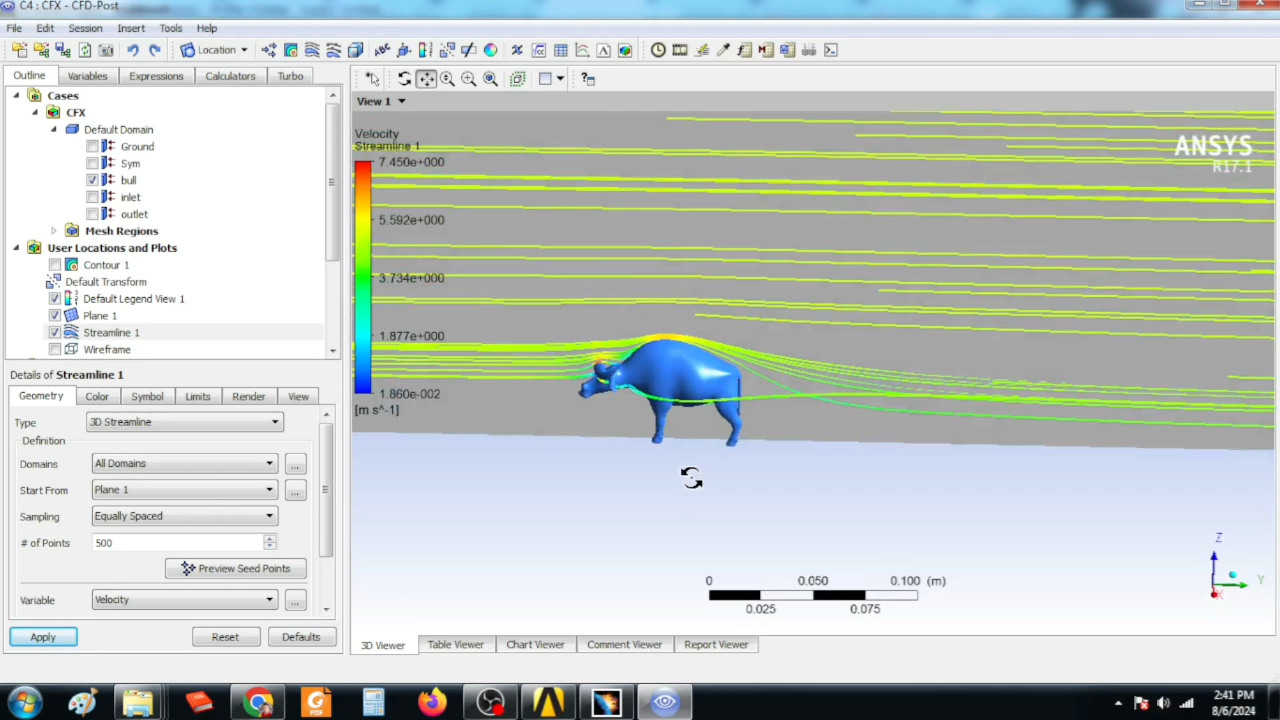 C4 : CFX - CFD-Post
File Edit Session Insert Tools Help
Location
Outline Variables Expressions Calculators Turbo
Cases
CFX
Default Domain
Ground
Sym
bull
inlet
outlet
Mesh Regions
User Locations and Plots
Contour 1
Default Transform
Default Legend View 1
Plane 1
Streamline 1
Wireframe
Details of Streamline 1
Geometry Color Symbol Limits Render View
Type 3D Streamline
Definition
Domains All Domains ...
Start From Plane 1 ...
Sampling Equally Spaced
# of Points 500
Preview Seed Points
Variable Velocity ...
Apply Reset Defaults
View 1
Velocity
Streamline 1
7.450e+000
5.592e+000
3.734e+000
1.877e+000
1.860e-002
[m s^-1]
ANSYS
R17.1
0 0.050 0.100 (m)
0.025 0.075
Z
Y
X
3D Viewer Table Viewer Chart Viewer Comment Viewer Report Viewer
PDF
2:41 PM
8/6/2024